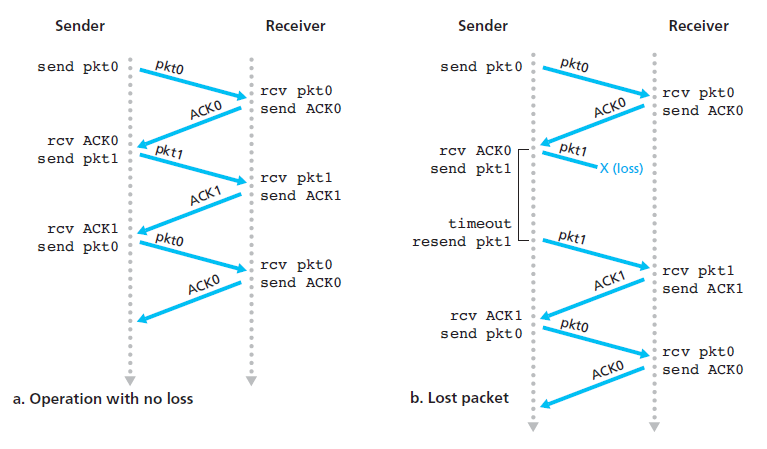 Sender
Receiver
send pkt0
pkt0
rcv pkt0
send ACK0
ACK0
rcv ACK0
send pkt1
pkt1
rcv pkt1
send ACK1
ACK1
rcv ACK1
send pkt0
pkt0
rcv pkt0
send ACK0
ACK0
a. Operation with no loss
Sender
Receiver
send pkt0
pkt0
rcv pkt0
send ACK0
ACK0
rcv ACK0
send pkt1
pkt1
X (loss)
timeout
resend pkt1
pkt1
rcv pkt1
send ACK1
ACK1
rcv ACK1
send pkt0
pkt0
rcv pkt0
send ACK0
ACK0
b. Lost packet